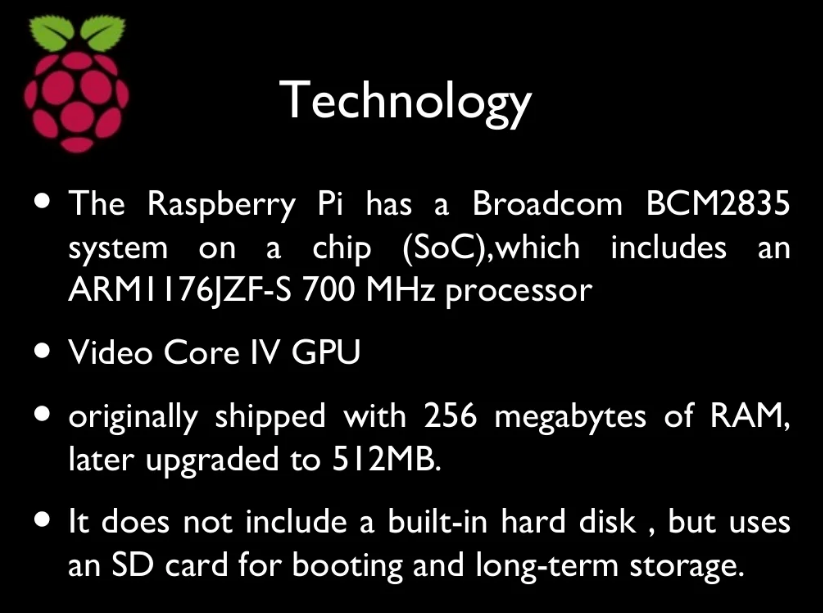 Technology
• The Raspberry Pi has a Broadcom BCM2835
system on a chip (SoC),which includes an
ARM1176JZF-S 700 MHz processor
• Video Core IV GPU
• originally shipped with 256 megabytes of RAM,
later upgraded to 512MB.
• It does not include a built-in hard disk , but uses
an SD card for booting and long-term storage.